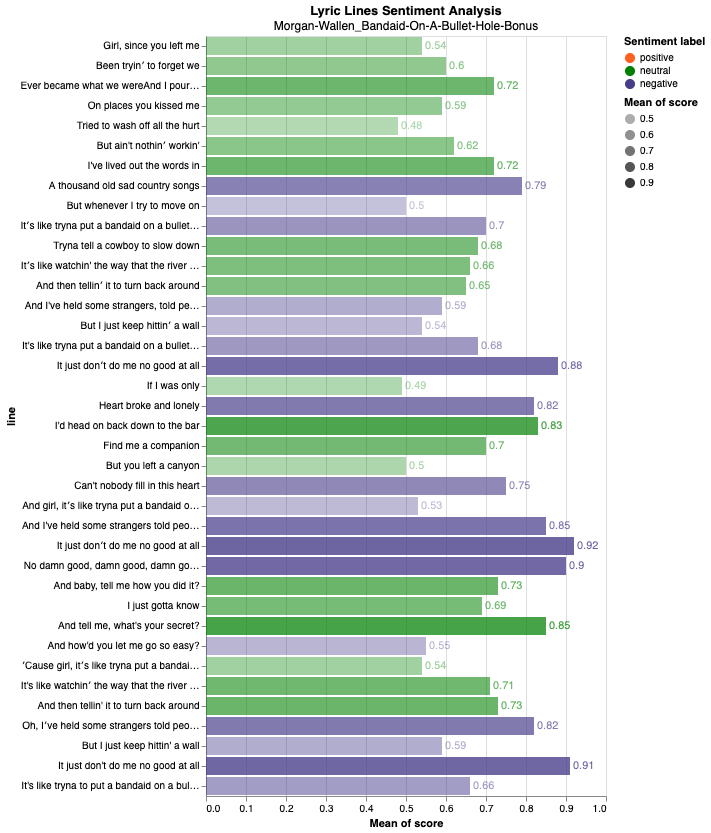 Lyric Lines Sentiment Analysis
Morgan-Wallen_Bandaid-On-A-Bullet-Hole-Bonus
Girl, since you left me 0.54
Been tryin′ to forget we 0.6
Ever became what we wereAnd I pour… 0.72
On places you kissed me 0.59
Tried to wash off all the hurt 0.48
But ain't nothin′ workin' 0.62
I've lived out the words in 0.72
A thousand old sad country songs 0.79
But whenever I try to move on 0.5
It′s like tryna put a bandaid on a bullet… 0.7
Tryna tell a cowboy to slow down 0.68
It′s like watchin' the way that the river … 0.66
And then tellin′ it to turn back around 0.65
And I've held some strangers, told pe… 0.59
But I just keep hittin′ a wall 0.54
It's like tryna put a bandaid on a bullet… 0.68
It just don′t do me no good at all 0.88
If I was only 0.49
Heart broke and lonely 0.82
I'd head on back down to the bar 0.83
Find me a companion 0.7
But you left a canyon 0.5
Can't nobody fill in this heart 0.75
And girl, it′s like tryna put a bandaid o… 0.53
And I've held some strangers told peo… 0.85
It just don′t do me no good at all 0.92
No damn good, damn good, damn go… 0.9
And baby, tell me how you did it? 0.73
I just gotta know 0.69
And tell me, what's your secret? 0.85
And how'd you let me go so easy? 0.55
′Cause girl, it′s like tryna put a bandai… 0.54
It's like watchin′ the way that the river … 0.71
And then tellin' it to turn back around 0.73
Oh, I′ve held some strangers told peo… 0.82
But I just keep hittin' a wall 0.59
It just don't do me no good at all 0.91
It's like tryna to put a bandaid on a bul… 0.66
line
0.0 0.1 0.2 0.3 0.4 0.5 0.6 0.7 0.8 0.9 1.0
Mean of score
Sentiment label
positive
neutral
negative
Mean of score
0.5
0.6
0.7
0.8
0.9